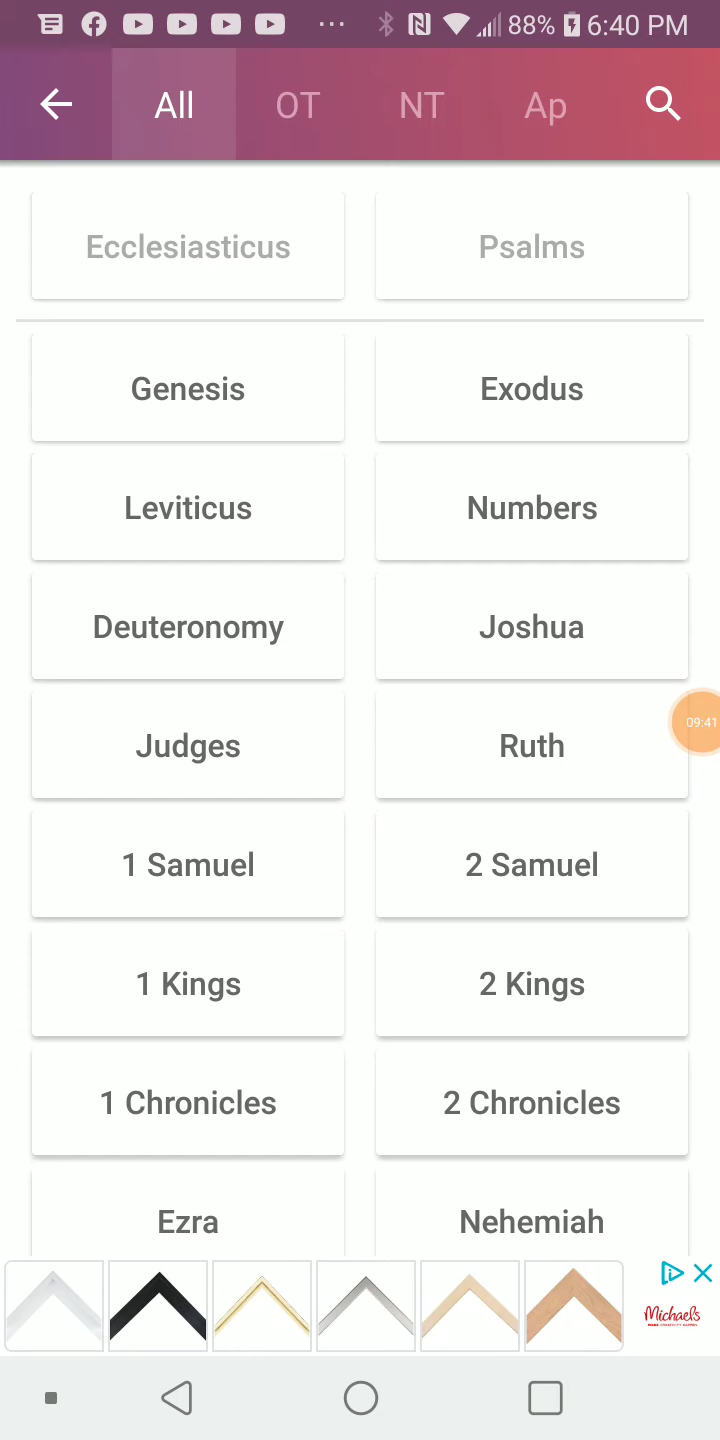 88% 6:40 PM
All OT NT Ap
Ecclesiasticus Psalms
Genesis Exodus
Leviticus Numbers
Deuteronomy Joshua
Judges Ruth
09:41
1 Samuel 2 Samuel
1 Kings 2 Kings
1 Chronicles 2 Chronicles
Ezra Nehemiah
Michaels